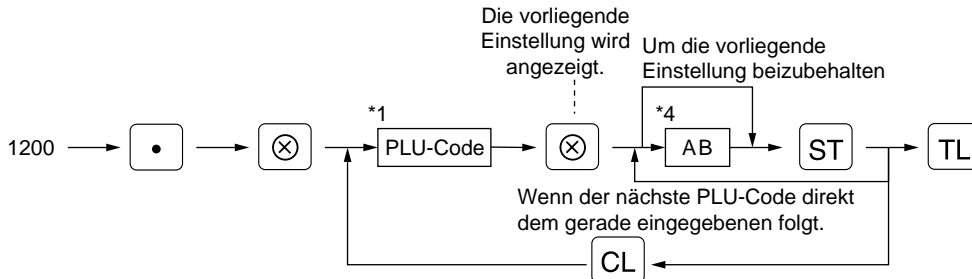 Die vorliegende
Einstellung wird
angezeigt.
Um die vorliegende
Einstellung beizubehalten
*1
*4
1200
•
⊗
PLU-Code
⊗
AB
ST
TL
Wenn der nächste PLU-Code direkt
dem gerade eingegebenen folgt.
CL